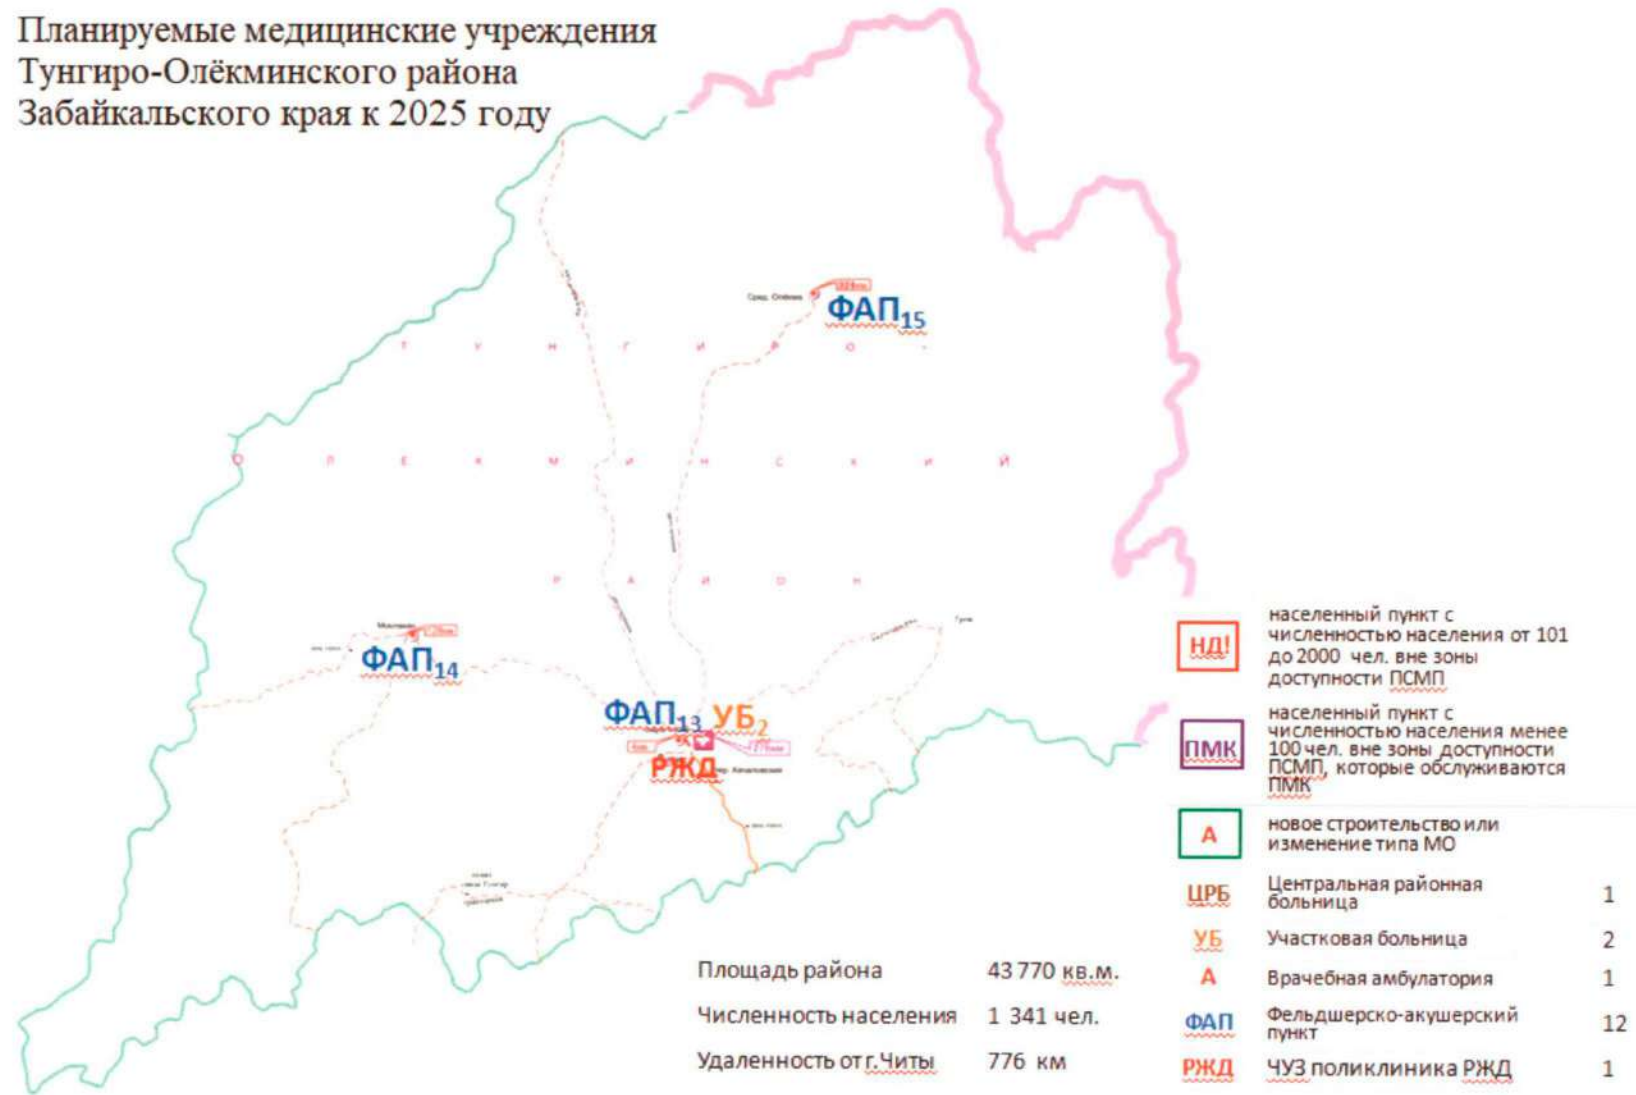 Планируемые медицинские учреждения
Тунгиро-Олёкминского района
Забайкальского края к 2025 году
Сред. Олёкма
ФАП15
Т У Н Г И Р О -
О Л Ё К М И Н С К И Й
Р А Й О Н
Гуля
ФАП14
ФАП13 УБ2
РЖД
НД!
населенный пункт с
численностью населения от 101
до 2000 чел. вне зоны
доступности ПСМП
ПМК
населенный пункт с
численностью населения менее
100 чел. вне зоны доступности
ПСМП, которые обслуживаются
ПМК
А
новое строительство или
изменение типа МО
ЦРБ Центральная районная
больница 1
УБ Участковая больница 2
А Врачебная амбулатория 1
ФАП Фельдшерско-акушерский
пункт 12
РЖД ЧУЗ поликлиника РЖД 1
Площадь района 43 770 кв.м.
Численность населения 1 341 чел.
Удаленность от г.Читы 776 км